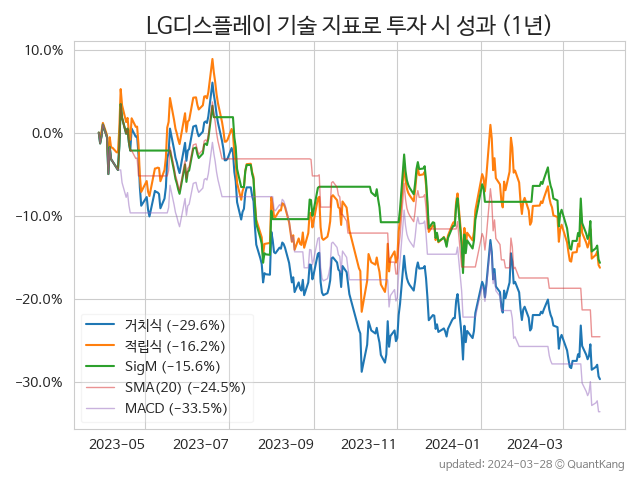 LG디스플레이 기술 지표로 투자 시 성과 (1년)
10.0%
0.0%
−10.0%
−20.0%
−30.0%
거치식 (−29.6%)
적립식 (−16.2%)
SigM (−15.6%)
SMA(20) (−24.5%)
MACD (−33.5%)
2023-05 2023-07 2023-09 2023-11 2024-01 2024-03
updated: 2024-03-28 ⓒ QuantKang